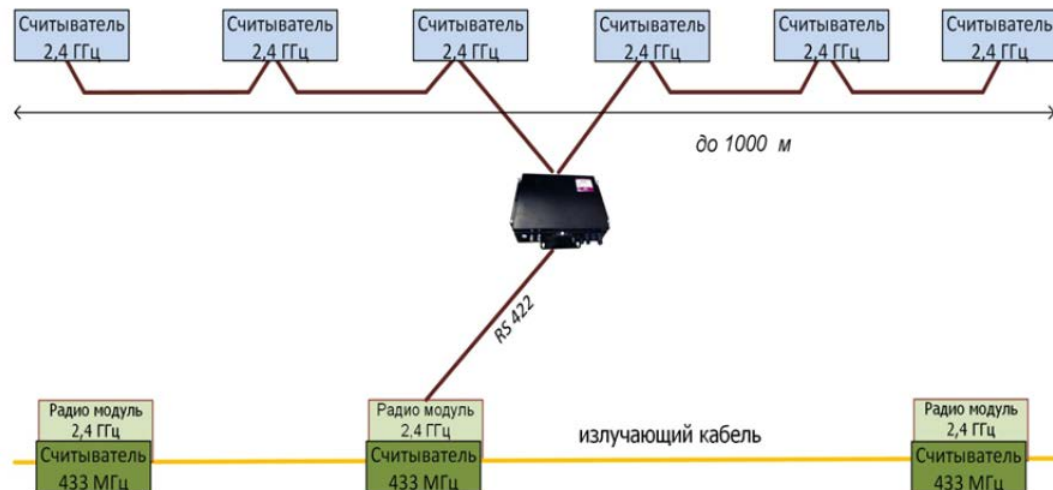 Считыватель
2,4 ГГц
Считыватель
2,4 ГГц
Считыватель
2,4 ГГц
Считыватель
2,4 ГГц
Считыватель
2,4 ГГц
Считыватель
2,4 ГГц
до 1000 м
RS 422
Радио модуль
2,4 ГГц
Считыватель
433 МГц
Радио модуль
2,4 ГГц
Считыватель
433 МГц
излучающий кабель
Радио модуль
2,4 ГГц
Считыватель
433 МГц